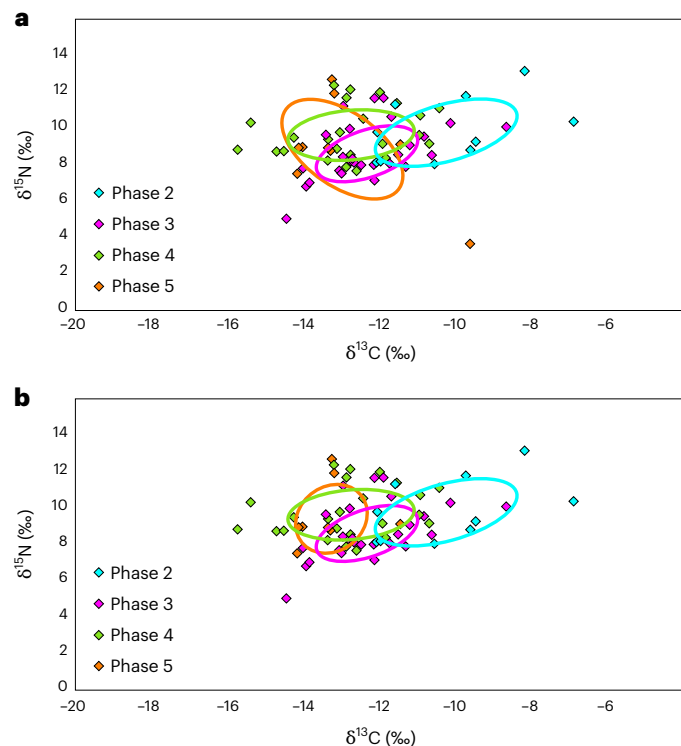 a
14
12
10
8
6
4
2
0
δ15N (‰)
Phase 2
Phase 3
Phase 4
Phase 5
–20
–18
–16
–14
–12
–10
–8
–6
δ13C (‰)
b
14
12
10
8
6
4
2
0
δ15N (‰)
Phase 2
Phase 3
Phase 4
Phase 5
–20
–18
–16
–14
–12
–10
–8
–6
δ13C (‰)